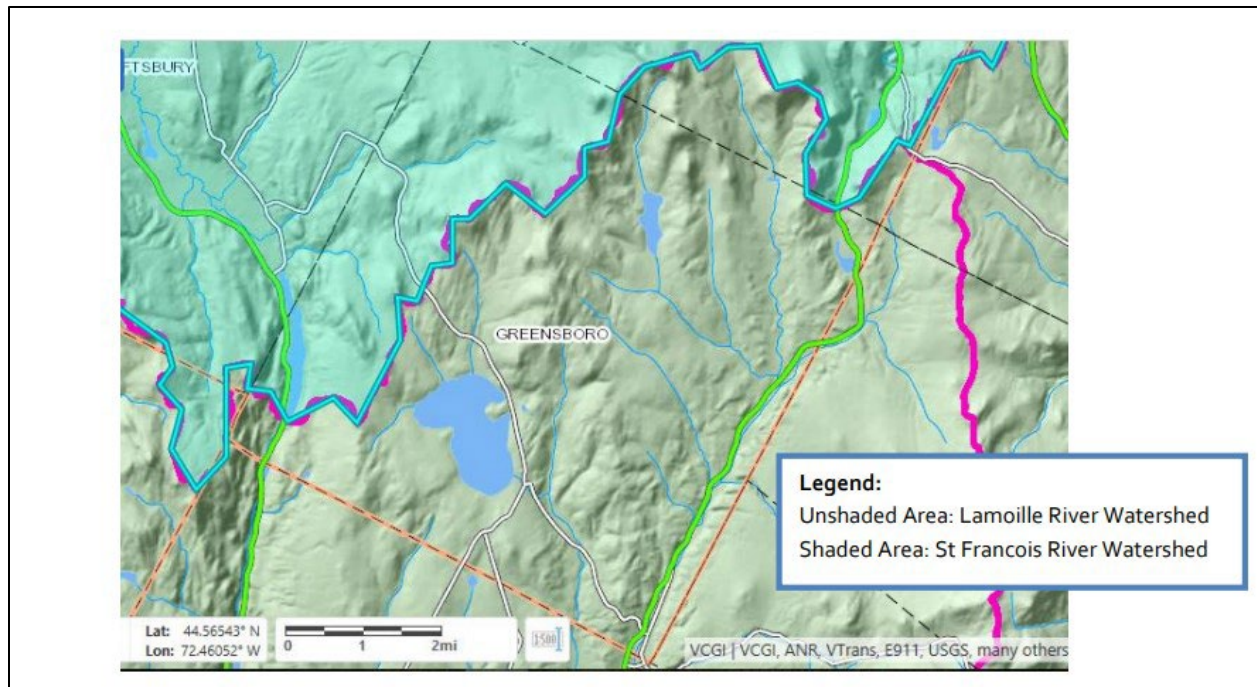 FTSBURY
GREENSBORO
Legend:
Unshaded Area: Lamoille River Watershed
Shaded Area: St Francois River Watershed
Lat: 44.56543° N
Lon: 72.46052° W
0 1 2mi
1500
VCGI | VCGI, ANR, VTrans, E911, USGS, many others